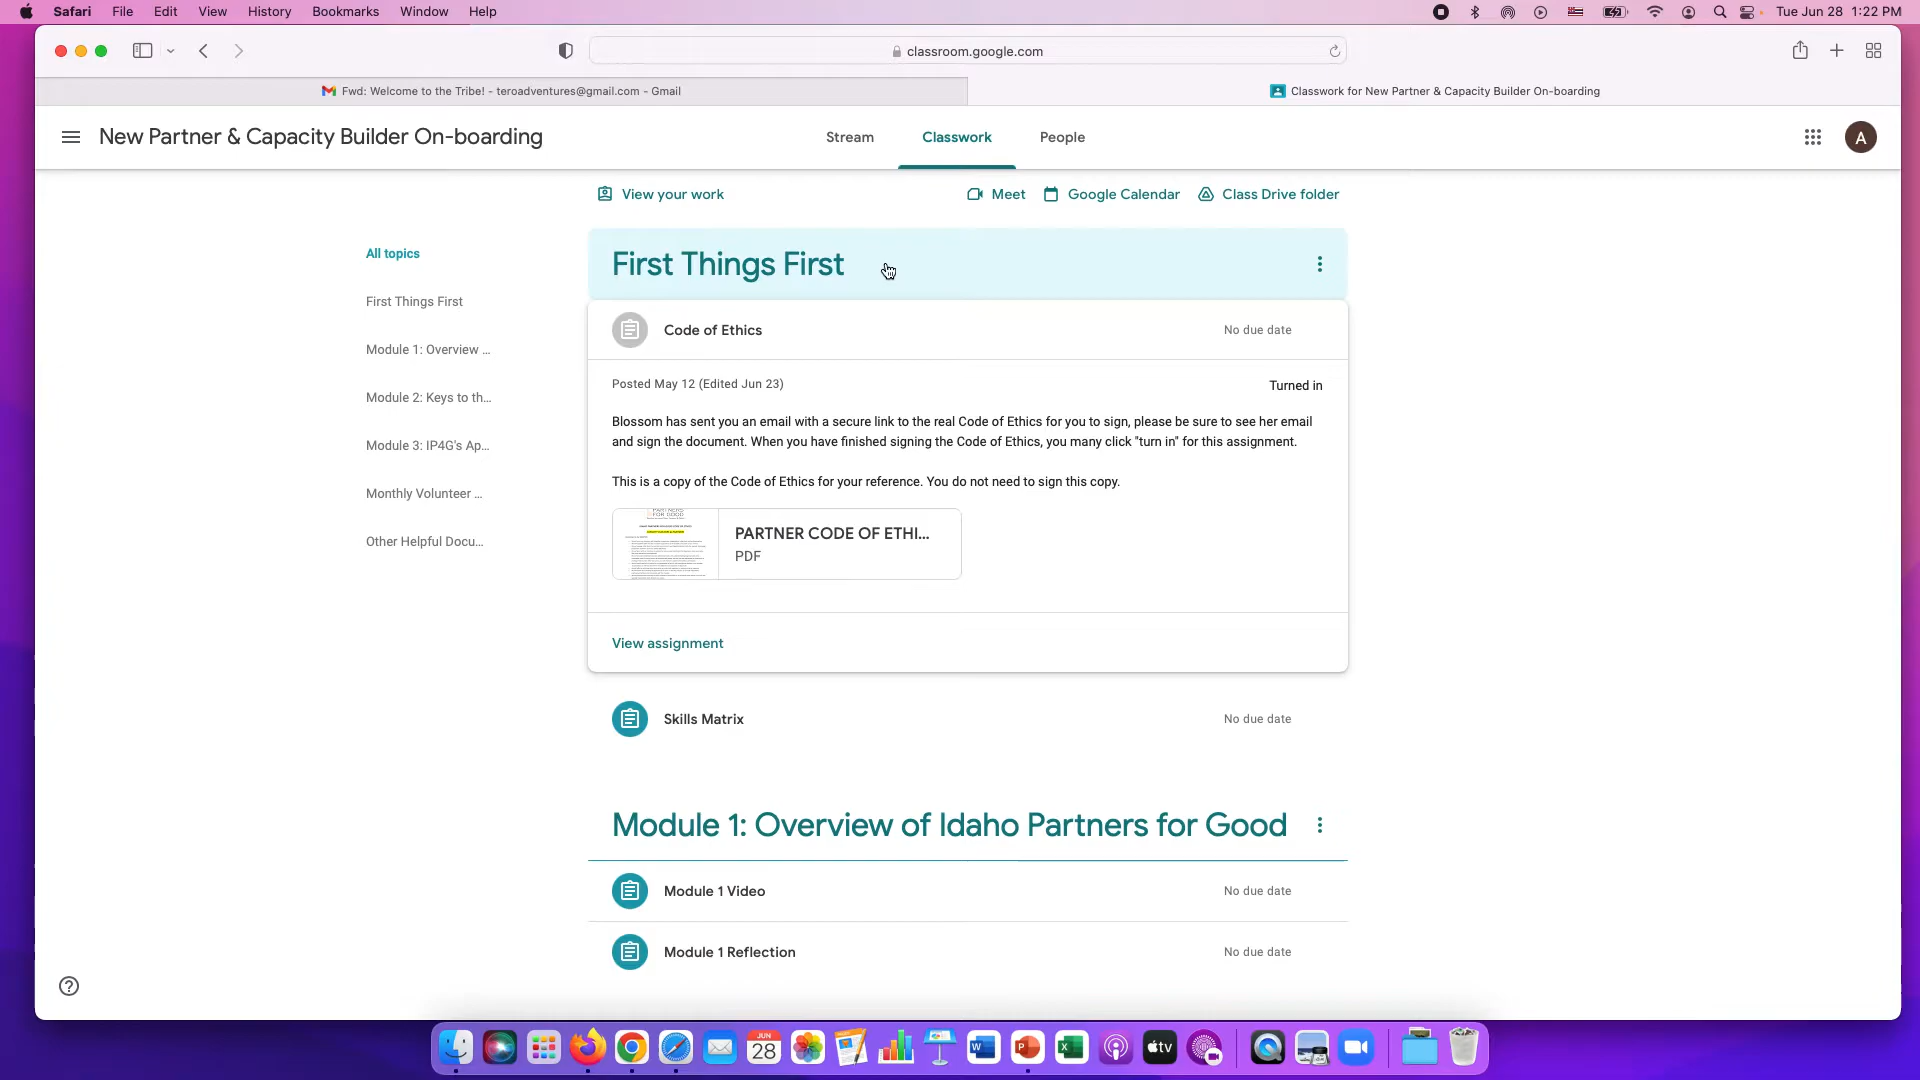 Safari File Edit View History Bookmarks Window Help
Tue Jun 28 1:22 PM
classroom.google.com
Fwd: Welcome to the Tribe! - teroadventures@gmail.com - Gmail
Classwork for New Partner & Capacity Builder On-boarding
New Partner & Capacity Builder On-boarding
Stream
Classwork
People
A
View your work
Meet
Google Calendar
Class Drive folder
All topics
First Things First
Module 1: Overview ...
Module 2: Keys to th...
Module 3: IP4G's Ap...
Monthly Volunteer ...
Other Helpful Docu...
First Things First
Code of Ethics
No due date
Posted May 12 (Edited Jun 23)
Turned in
Blossom has sent you an email with a secure link to the real Code of Ethics for you to sign, please be sure to see her email
and sign the document. When you have finished signing the Code of Ethics, you many click "turn in" for this assignment.
This is a copy of the Code of Ethics for your reference. You do not need to sign this copy.
PARTNER CODE OF ETHI...
PDF
View assignment
Skills Matrix
No due date
Module 1: Overview of Idaho Partners for Good
Module 1 Video
No due date
Module 1 Reflection
No due date
JUN
28
tv